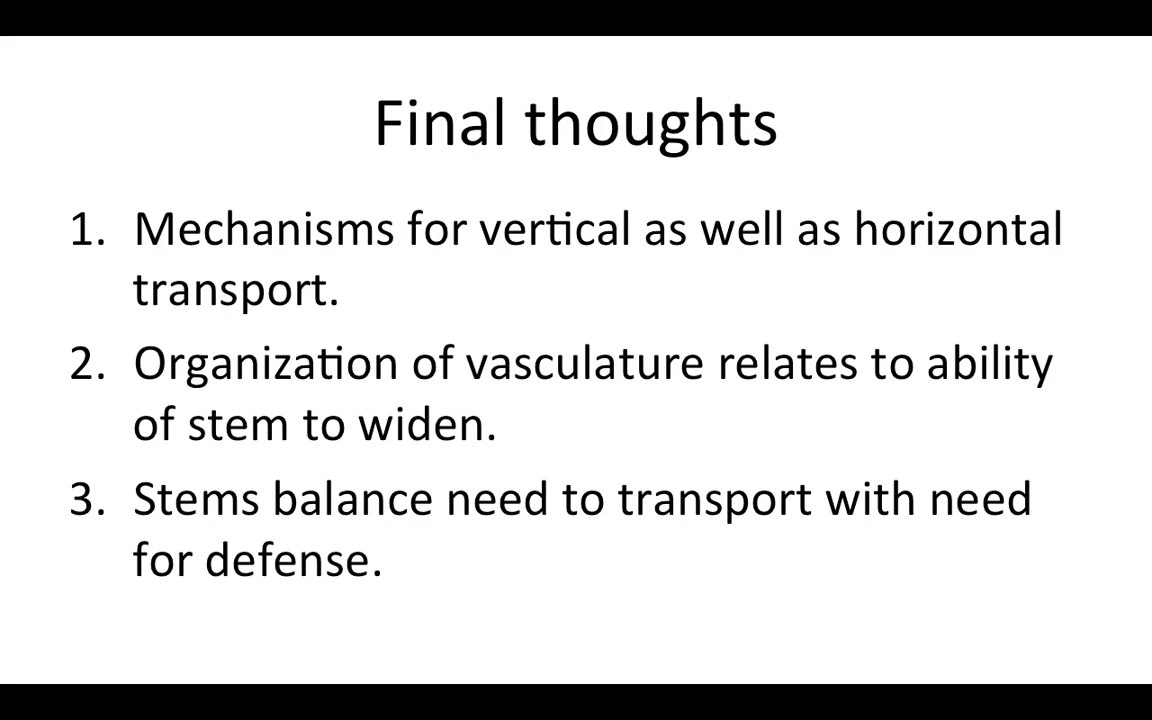 Final thoughts
1. Mechanisms for vertical as well as horizontal
transport.
2. Organization of vasculature relates to ability
of stem to widen.
3. Stems balance need to transport with need
for defense.